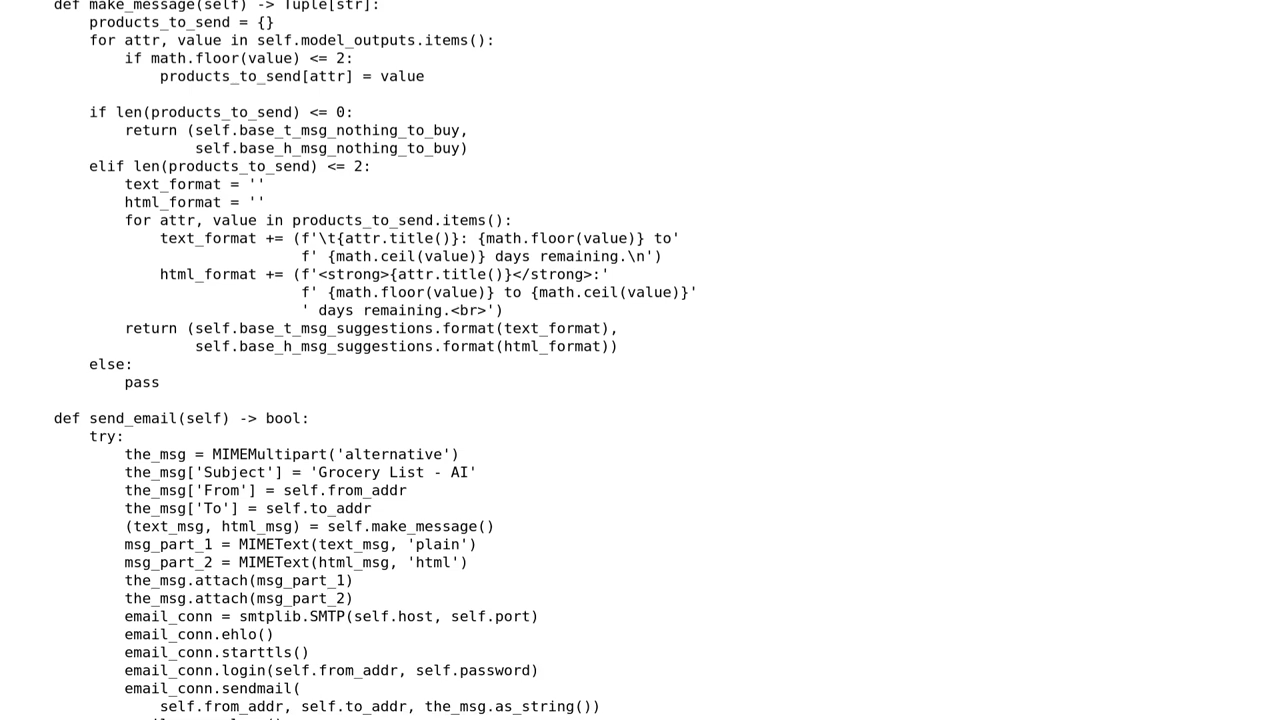 def make_message(self) -> Tuple[str]:
        products_to_send = {}
        for attr, value in self.model_outputs.items():
            if math.floor(value) <= 2:
                products_to_send[attr] = value

        if len(products_to_send) <= 0:
            return (self.base_t_msg_nothing_to_buy,
                    self.base_h_msg_nothing_to_buy)
        elif len(products_to_send) <= 2:
            text_format = ''
            html_format = ''
            for attr, value in products_to_send.items():
                text_format += (f'\t{attr.title()}: {math.floor(value)} to'
                                f' {math.ceil(value)} days remaining.\n')
                html_format += (f'<strong>{attr.title()}</strong>:'
                                f' {math.floor(value)} to {math.ceil(value)}'
                                ' days remaining.<br>')
            return (self.base_t_msg_suggestions.format(text_format),
                    self.base_h_msg_suggestions.format(html_format))
        else:
            pass

    def send_email(self) -> bool:
        try:
            the_msg = MIMEMultipart('alternative')
            the_msg['Subject'] = 'Grocery List - AI'
            the_msg['From'] = self.from_addr
            the_msg['To'] = self.to_addr
            (text_msg, html_msg) = self.make_message()
            msg_part_1 = MIMEText(text_msg, 'plain')
            msg_part_2 = MIMEText(html_msg, 'html')
            the_msg.attach(msg_part_1)
            the_msg.attach(msg_part_2)
            email_conn = smtplib.SMTP(self.host, self.port)
            email_conn.ehlo()
            email_conn.starttls()
            email_conn.login(self.from_addr, self.password)
            email_conn.sendmail(
                self.from_addr, self.to_addr, the_msg.as_string())